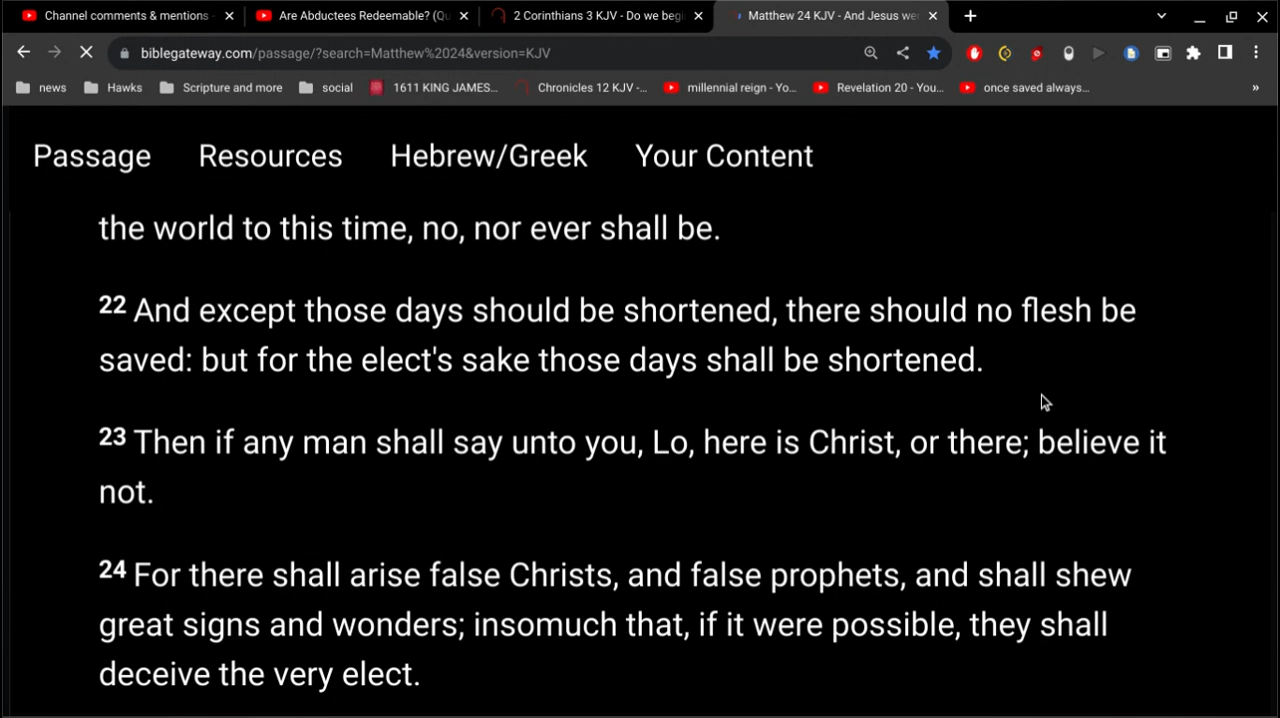 Channel comments & mentions -
Are Abductees Redeemable? (Qu
2 Corinthians 3 KJV - Do we begi
Matthew 24 KJV - And Jesus wer
biblegateway.com/passage/?search=Matthew%2024&version=KJV
news
Hawks
Scripture and more
social
1611 KING JAMES...
Chronicles 12 KJV -...
millennial reign - Yo...
Revelation 20 - You...
once saved always...
»
Passage
Resources
Hebrew/Greek
Your Content
the world to this time, no, nor ever shall be.
22 And except those days should be shortened, there should no flesh be
saved: but for the elect's sake those days shall be shortened.
23 Then if any man shall say unto you, Lo, here is Christ, or there; believe it
not.
24 For there shall arise false Christs, and false prophets, and shall shew
great signs and wonders; insomuch that, if it were possible, they shall
deceive the very elect.